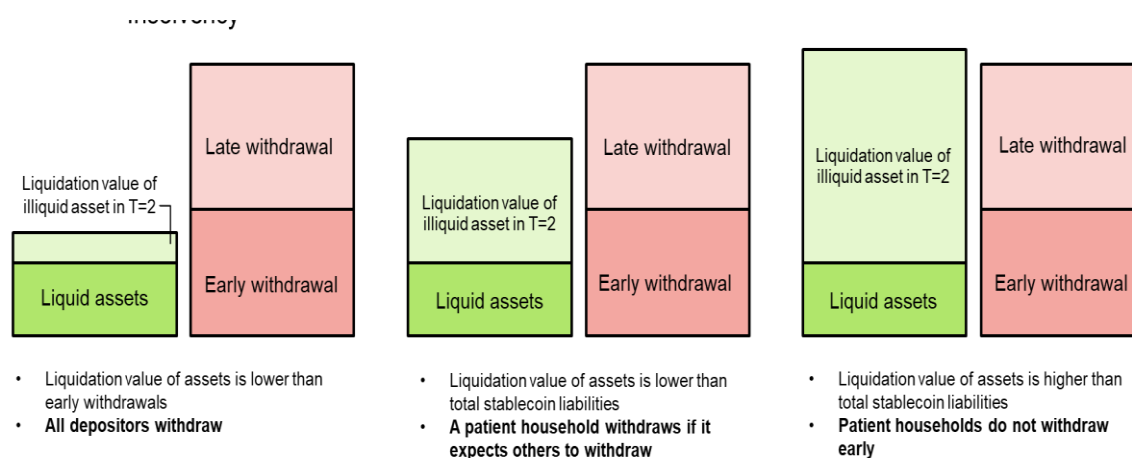 Insolvency
Late withdrawal
Liquidation value of
illiquid asset in T=2
Early withdrawal
Liquid assets
• Liquidation value of assets is lower than
early withdrawals
• All depositors withdraw
Late withdrawal
Liquidation value of
illiquid asset in T=2
Early withdrawal
Liquid assets
• Liquidation value of assets is lower than
total stablecoin liabilities
• A patient household withdraws if it
expects others to withdraw
Liquidation value of
illiquid asset in T=2
Late withdrawal
Early withdrawal
Liquid assets
• Liquidation value of assets is higher than
total stablecoin liabilities
• Patient households do not withdraw
early